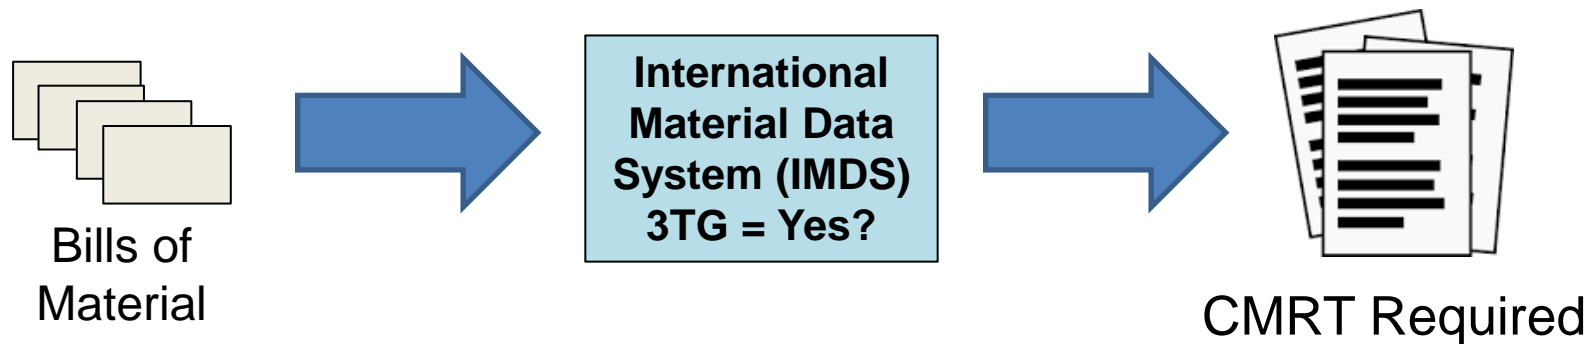 Bills of
Material
International
Material Data
System (IMDS)
3TG = Yes?
CMRT Required